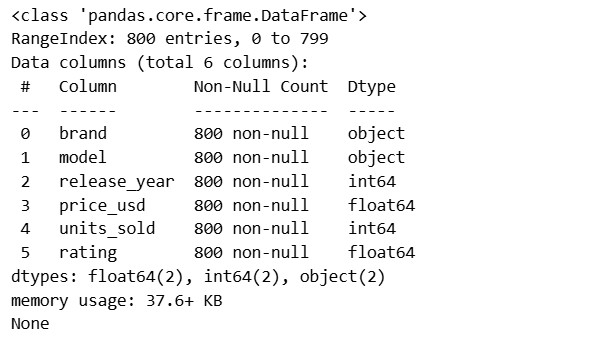 <class 'pandas.core.frame.DataFrame'>
RangeIndex: 800 entries, 0 to 799
Data columns (total 6 columns):
 #   Column        Non-Null Count  Dtype
---  ------        --------------  -----
 0   brand         800 non-null    object
 1   model         800 non-null    object
 2   release_year  800 non-null    int64
 3   price_usd     800 non-null    float64
 4   units_sold    800 non-null    int64
 5   rating        800 non-null    float64
dtypes: float64(2), int64(2), object(2)
memory usage: 37.6+ KB
None